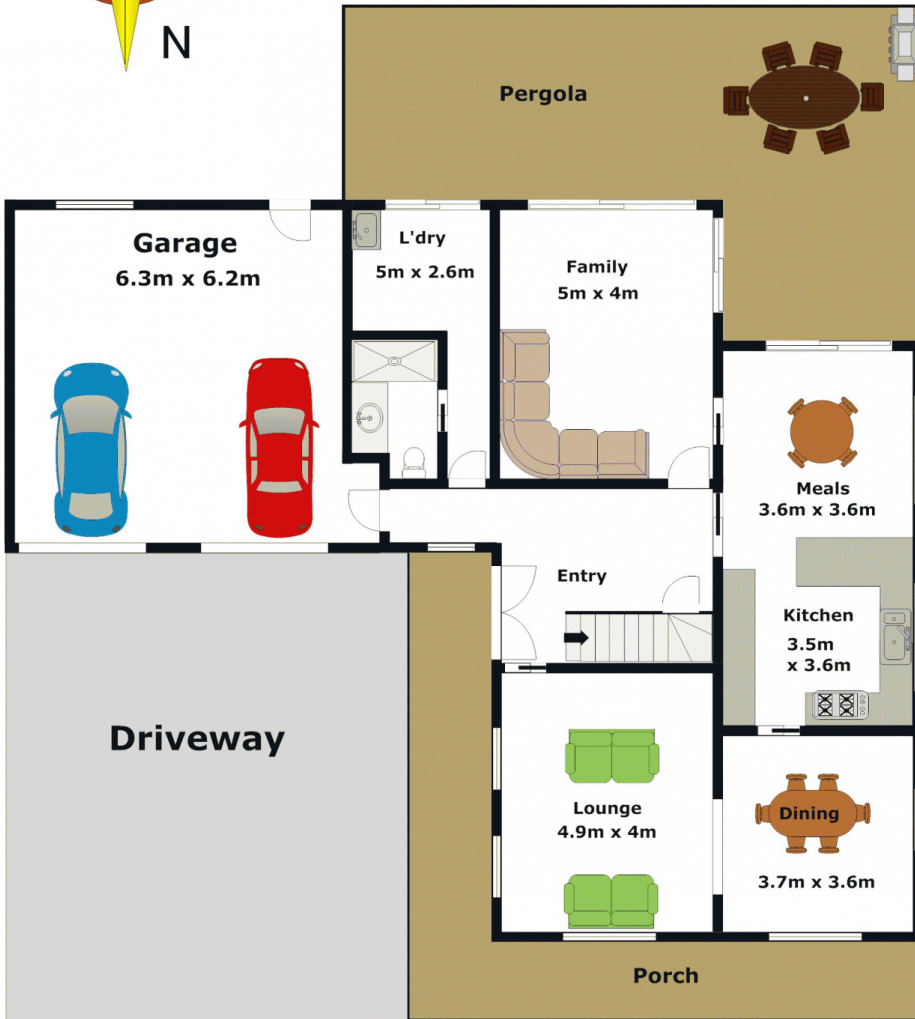 N
Pergola
Garage
6.3m x 6.2m
L'dry
5m x 2.6m
Family
5m x 4m
Meals
3.6m x 3.6m
Entry
Kitchen
3.5m
x 3.6m
Driveway
Lounge
4.9m x 4m
Dining
3.7m x 3.6m
Porch